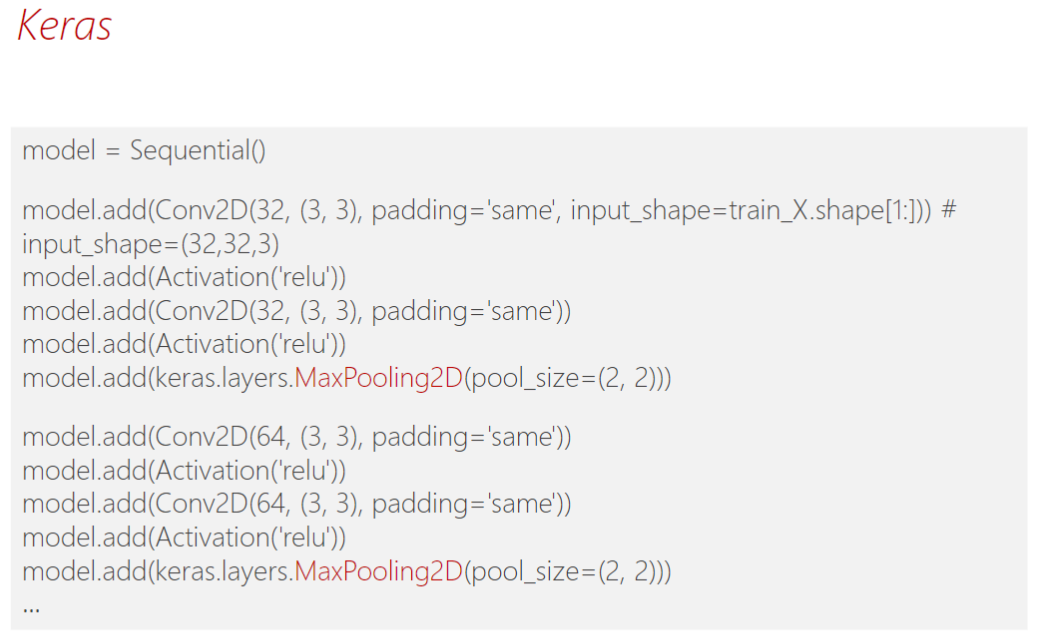 Keras
model = Sequential()
model.add(Conv2D(32, (3, 3), padding='same', input_shape=train_X.shape[1:])) #
input_shape=(32,32,3)
model.add(Activation('relu'))
model.add(Conv2D(32, (3, 3), padding='same'))
model.add(Activation('relu'))
model.add(keras.layers.MaxPooling2D(pool_size=(2, 2)))
model.add(Conv2D(64, (3, 3), padding='same'))
model.add(Activation('relu'))
model.add(Conv2D(64, (3, 3), padding='same'))
model.add(Activation('relu'))
model.add(keras.layers.MaxPooling2D(pool_size=(2, 2)))
...